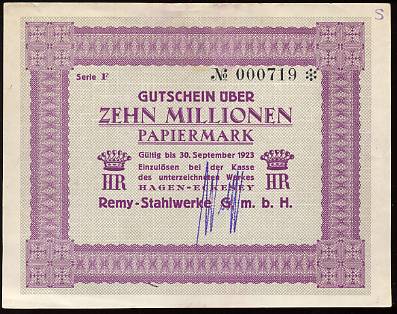 S
Serie F
№ 000719 ✻
GUTSCHEIN ÜBER
ZEHN MILLIONEN
PAPIERMARK
Gültig bis 30. September 1923
Einzulösen bei der Kasse
des unterzeichneten Werkes
HAGEN-ECKESEY
HR HR
Remy-Stahlwerke G. m. b. H.